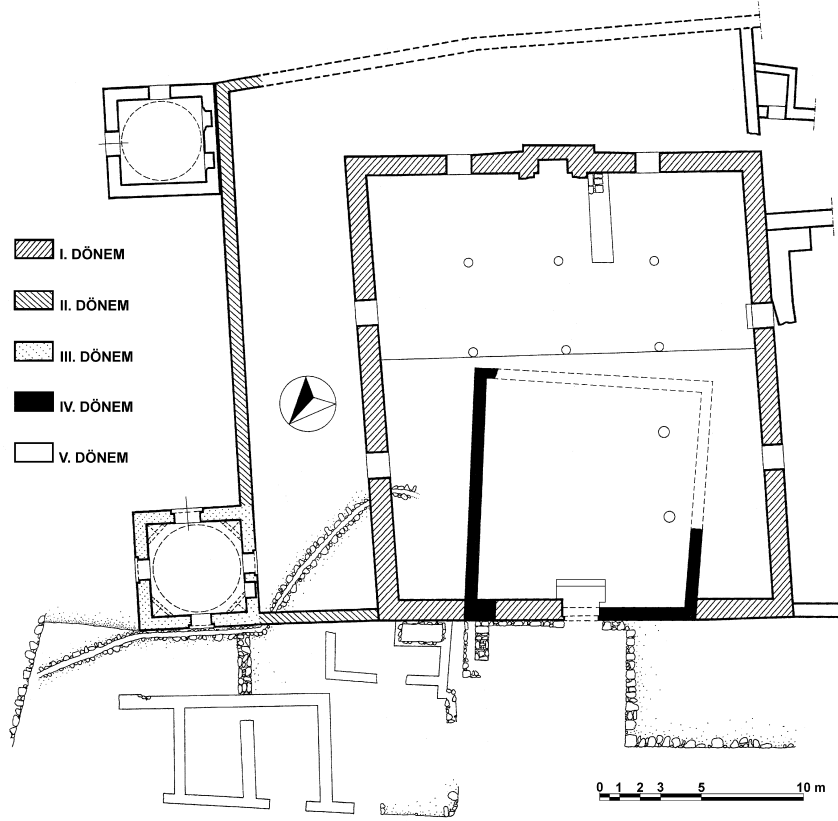 I. DÖNEM
II. DÖNEM
III. DÖNEM
IV. DÖNEM
V. DÖNEM
0 1 2 3 5 10 m